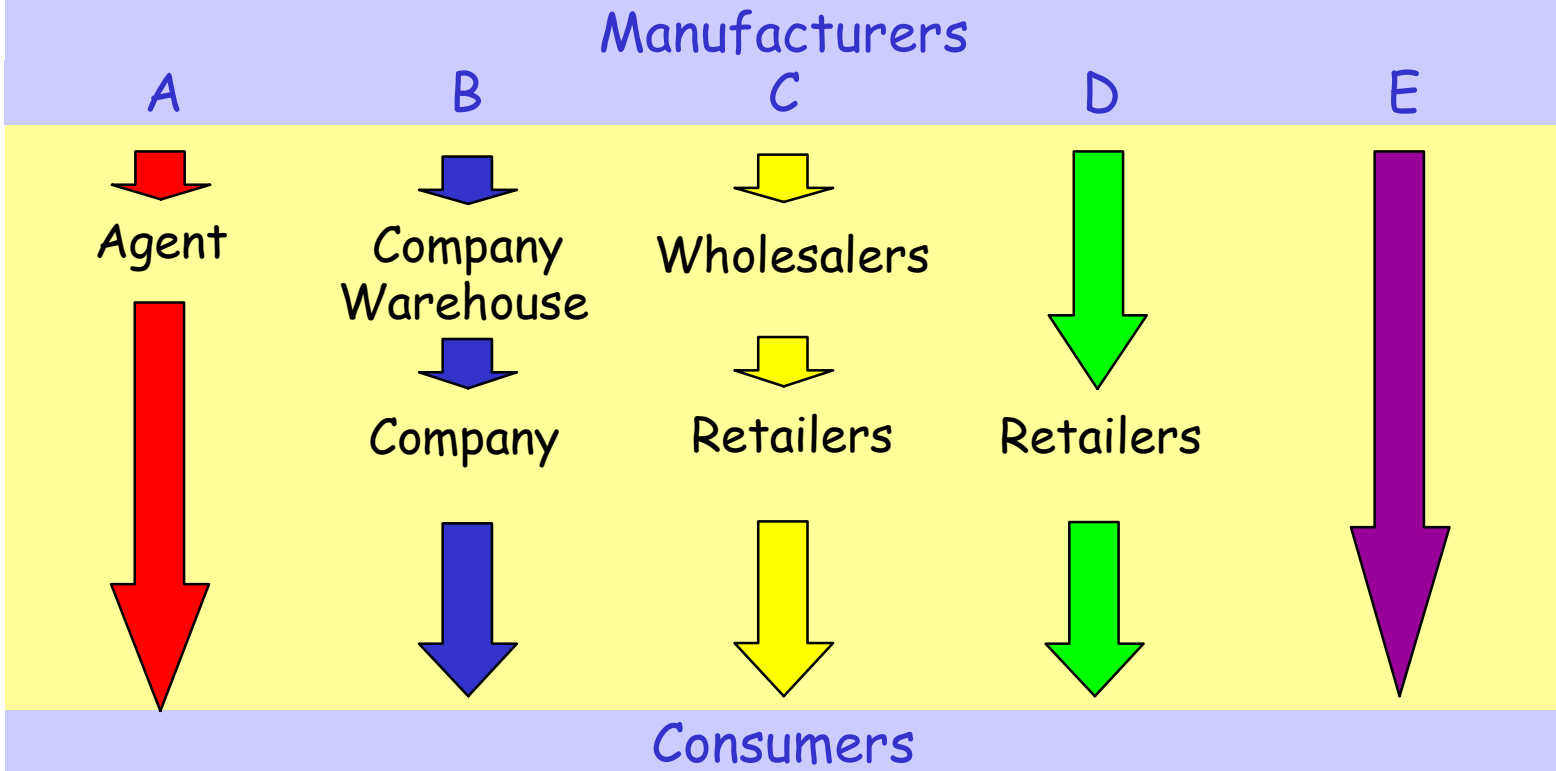 Manufacturers
A B C D E
Agent
Company
Warehouse
Wholesalers
Company
Retailers
Retailers
Consumers